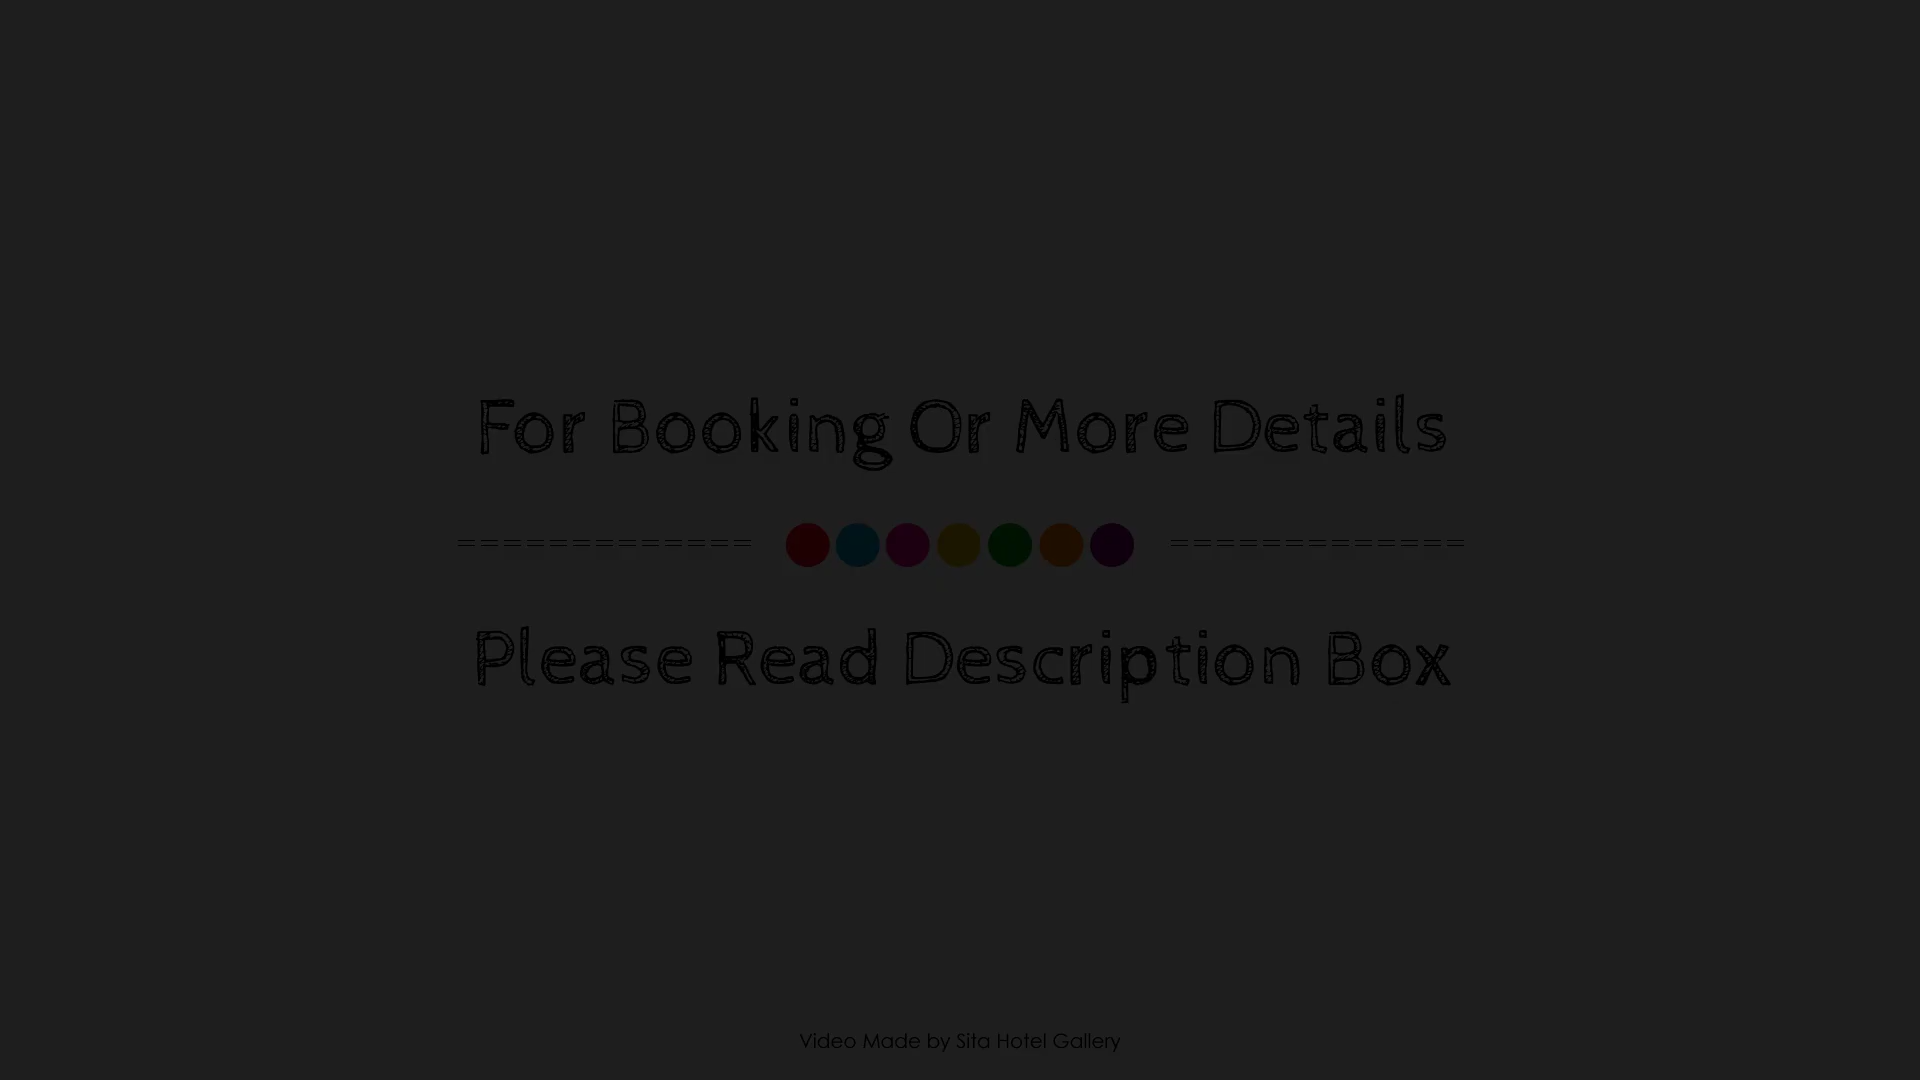 For Booking Or More Details
============= =============
Please Read Description Box
Video Made by Sita Hotel Gallery